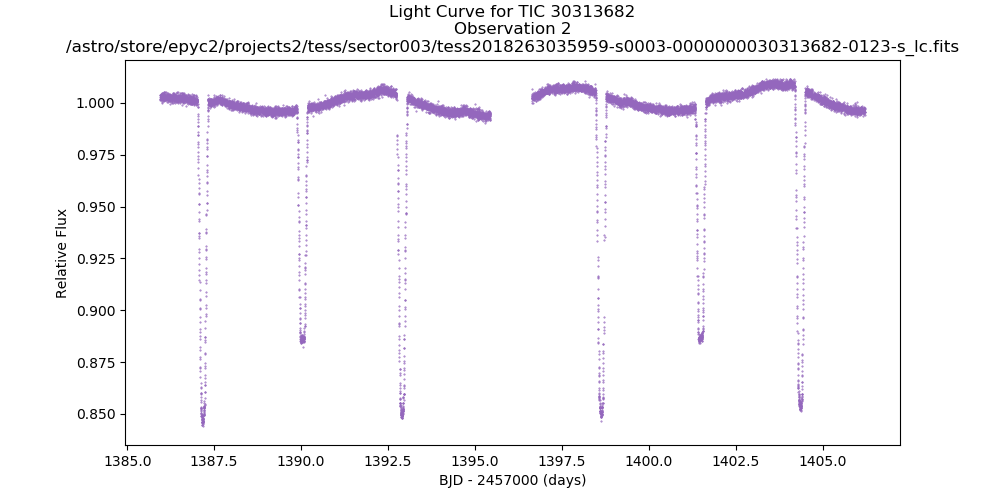 Light Curve for TIC 30313682
Observation 2
/astro/store/epyc2/projects2/tess/sector003/tess2018263035959-s0003-0000000030313682-0123-s_lc.fits
1.000
0.975
0.950
0.925
0.900
0.875
0.850
Relative Flux
1385.0 1387.5 1390.0 1392.5 1395.0 1397.5 1400.0 1402.5 1405.0
BJD - 2457000 (days)